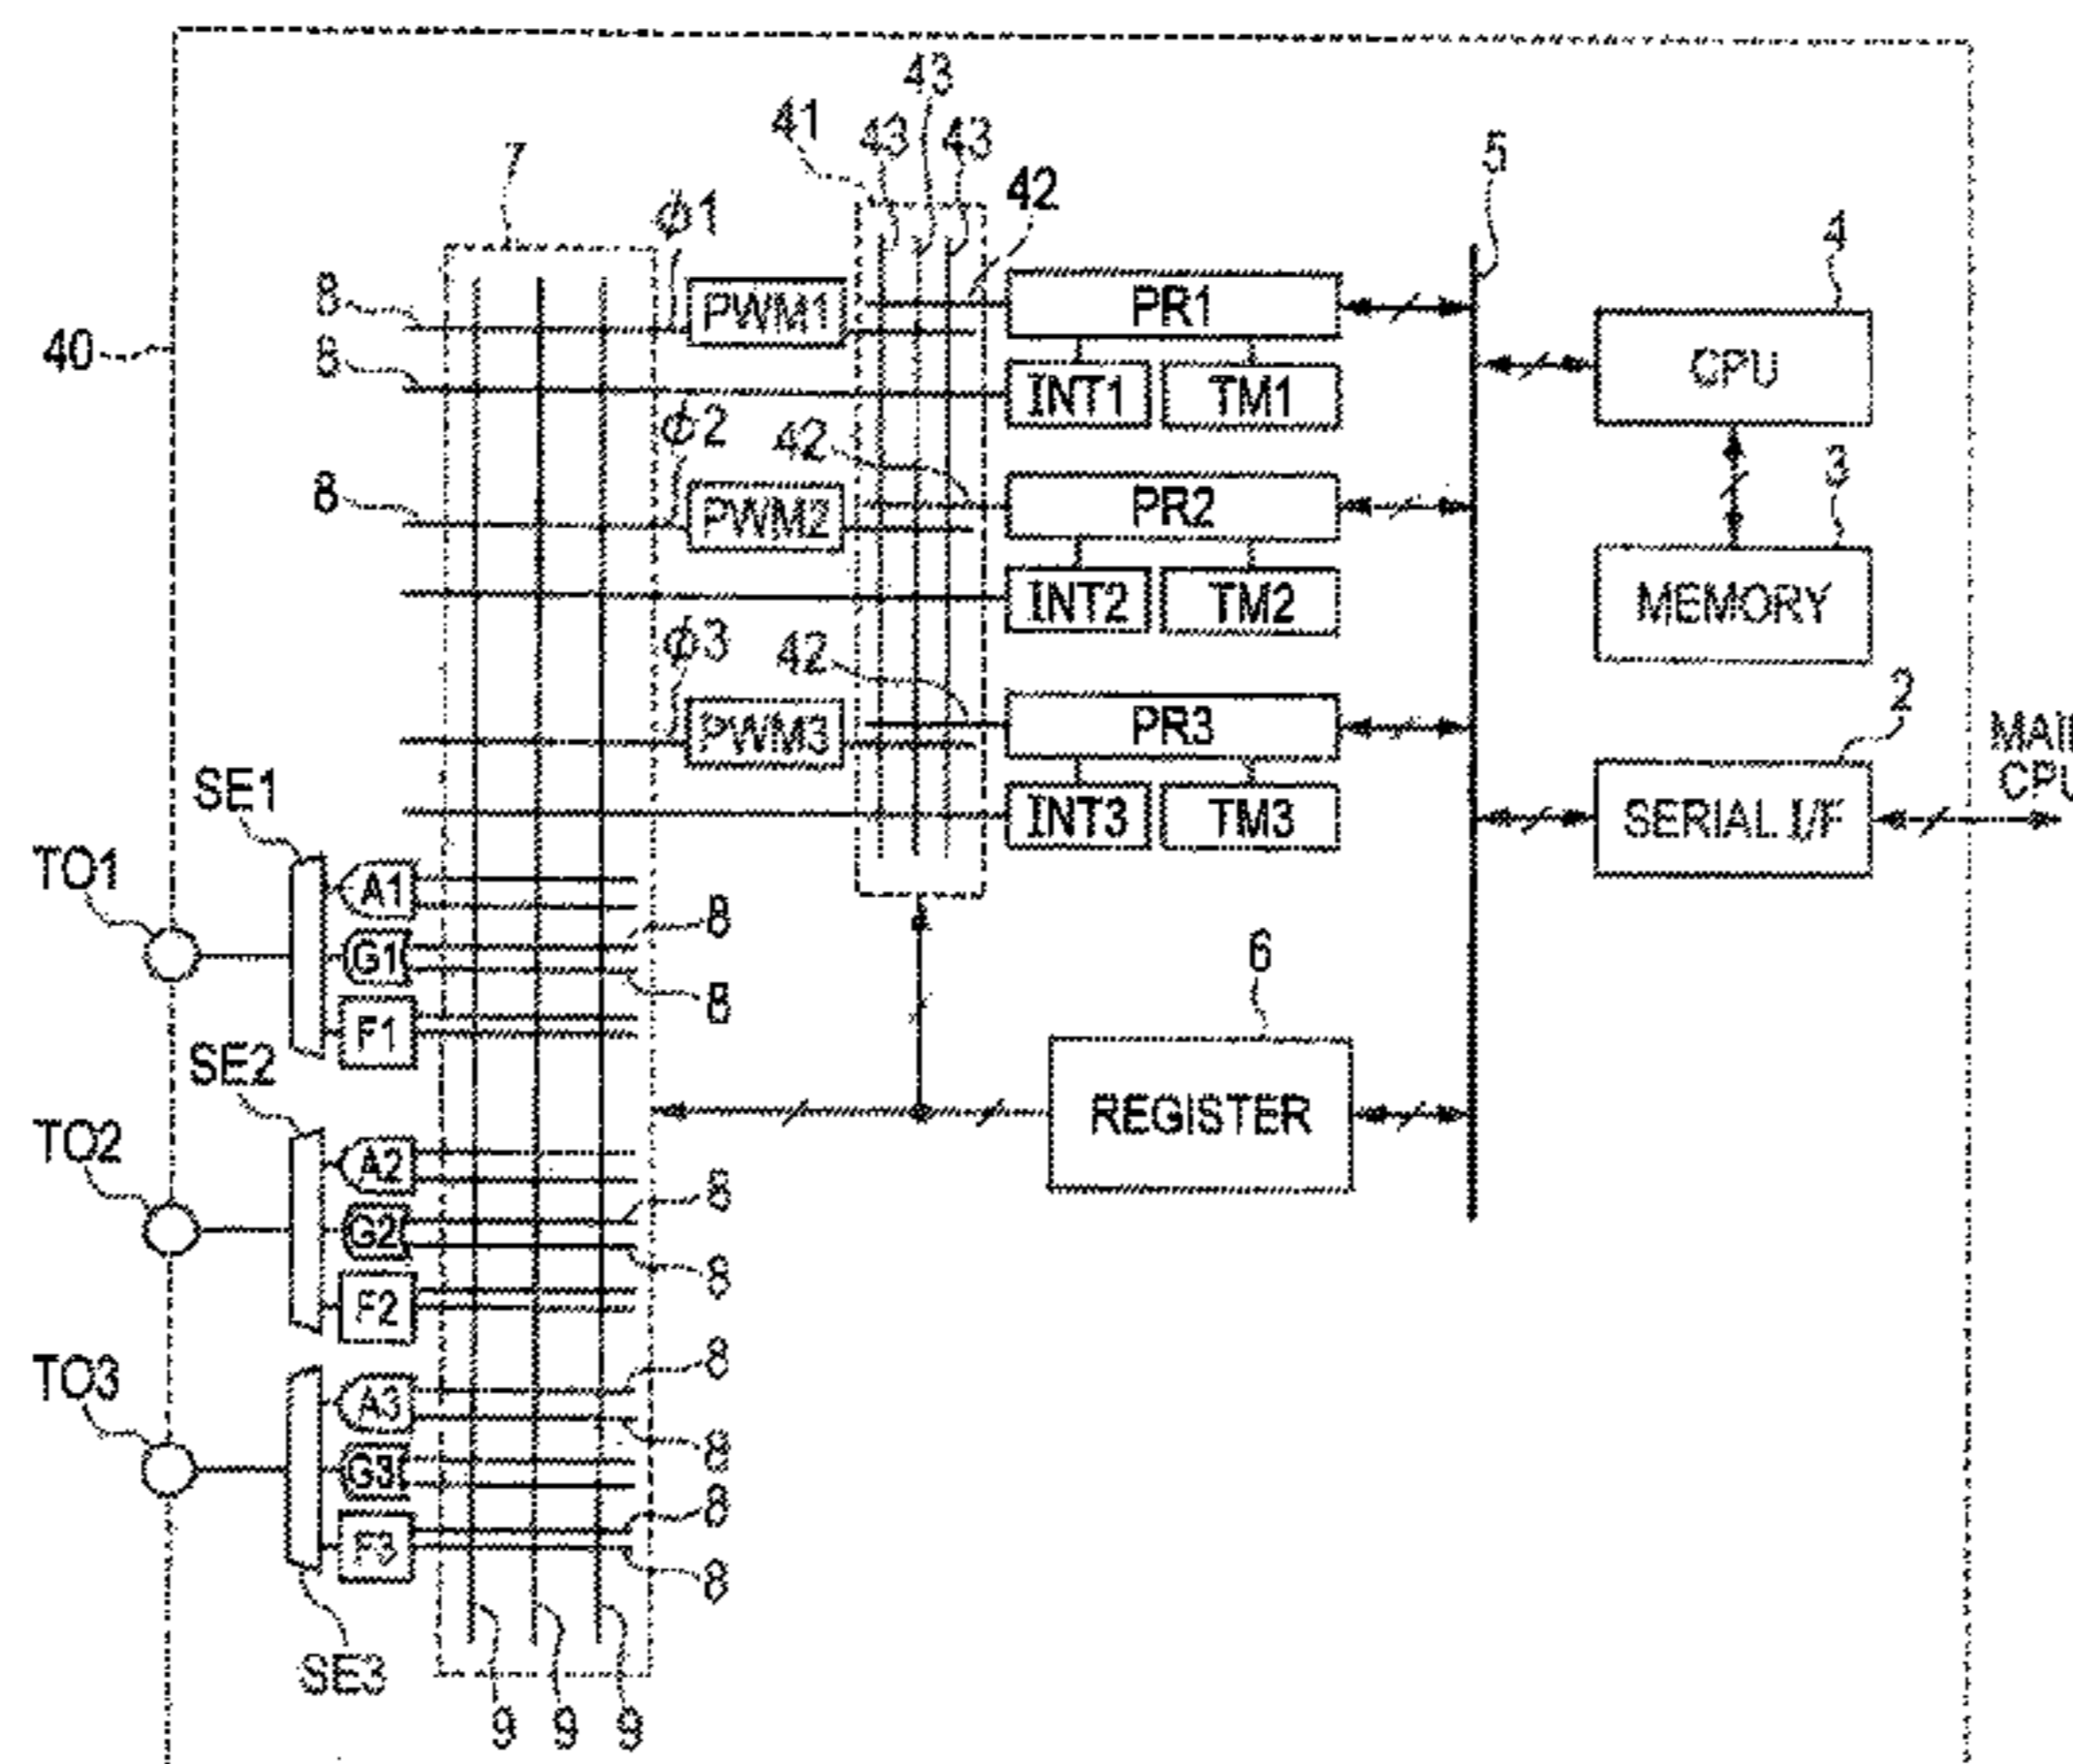 43
41 43 43
7 42 5
φ1 4
8 PWM1 PR1 CPU
40 8 INT1 TM1
φ2 42 3
8 PWM2 PR2
INT2 TM2 MEMORY
φ3 42 2
PWM3 PR3 MAIN
SE1 CPU
INT3 TM3 SERIAL I/F
TO1 A1
8
G1 6
8
F1
SE2
REGISTER
TO2 A2
8
G2
8
F2
8
TO3 A3
8
G3
8
F3
8
SE3
9 9 9